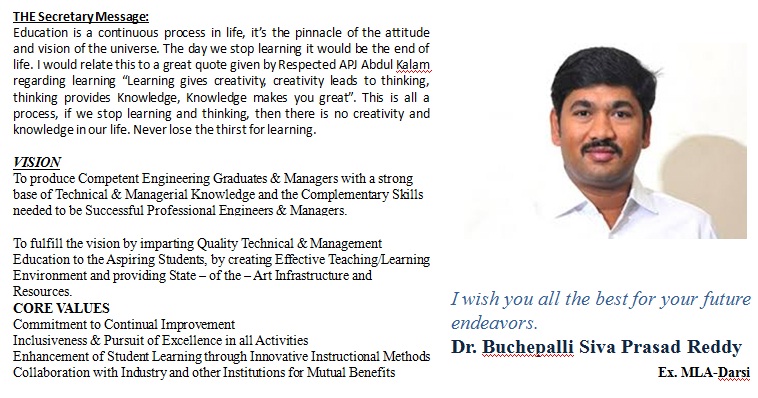 THE Secretary Message:
Education is a continuous process in life, it’s the pinnacle of the attitude
and vision of the universe. The day we stop learning it would be the end of
life. I would relate this to a great quote given by Respected APJ Abdul Kalam
regarding learning “Learning gives creativity, creativity leads to thinking,
thinking provides Knowledge, Knowledge makes you great”. This is all a
process, if we stop learning and thinking, then there is no creativity and
knowledge in our life. Never lose the thirst for learning.
VISION
To produce Competent Engineering Graduates & Managers with a strong
base of Technical & Managerial Knowledge and the Complementary Skills
needed to be Successful Professional Engineers & Managers.
To fulfill the vision by imparting Quality Technical & Management
Education to the Aspiring Students, by creating Effective Teaching/Learning
Environment and providing State – of the – Art Infrastructure and
Resources.
CORE VALUES
Commitment to Continual Improvement
Inclusiveness & Pursuit of Excellence in all Activities
Enhancement of Student Learning through Innovative Instructional Methods
Collaboration with Industry and other Institutions for Mutual Benefits
I wish you all the best for your future
endeavors.
Dr. Buchepalli Siva Prasad Reddy
Ex. MLA-Darsi